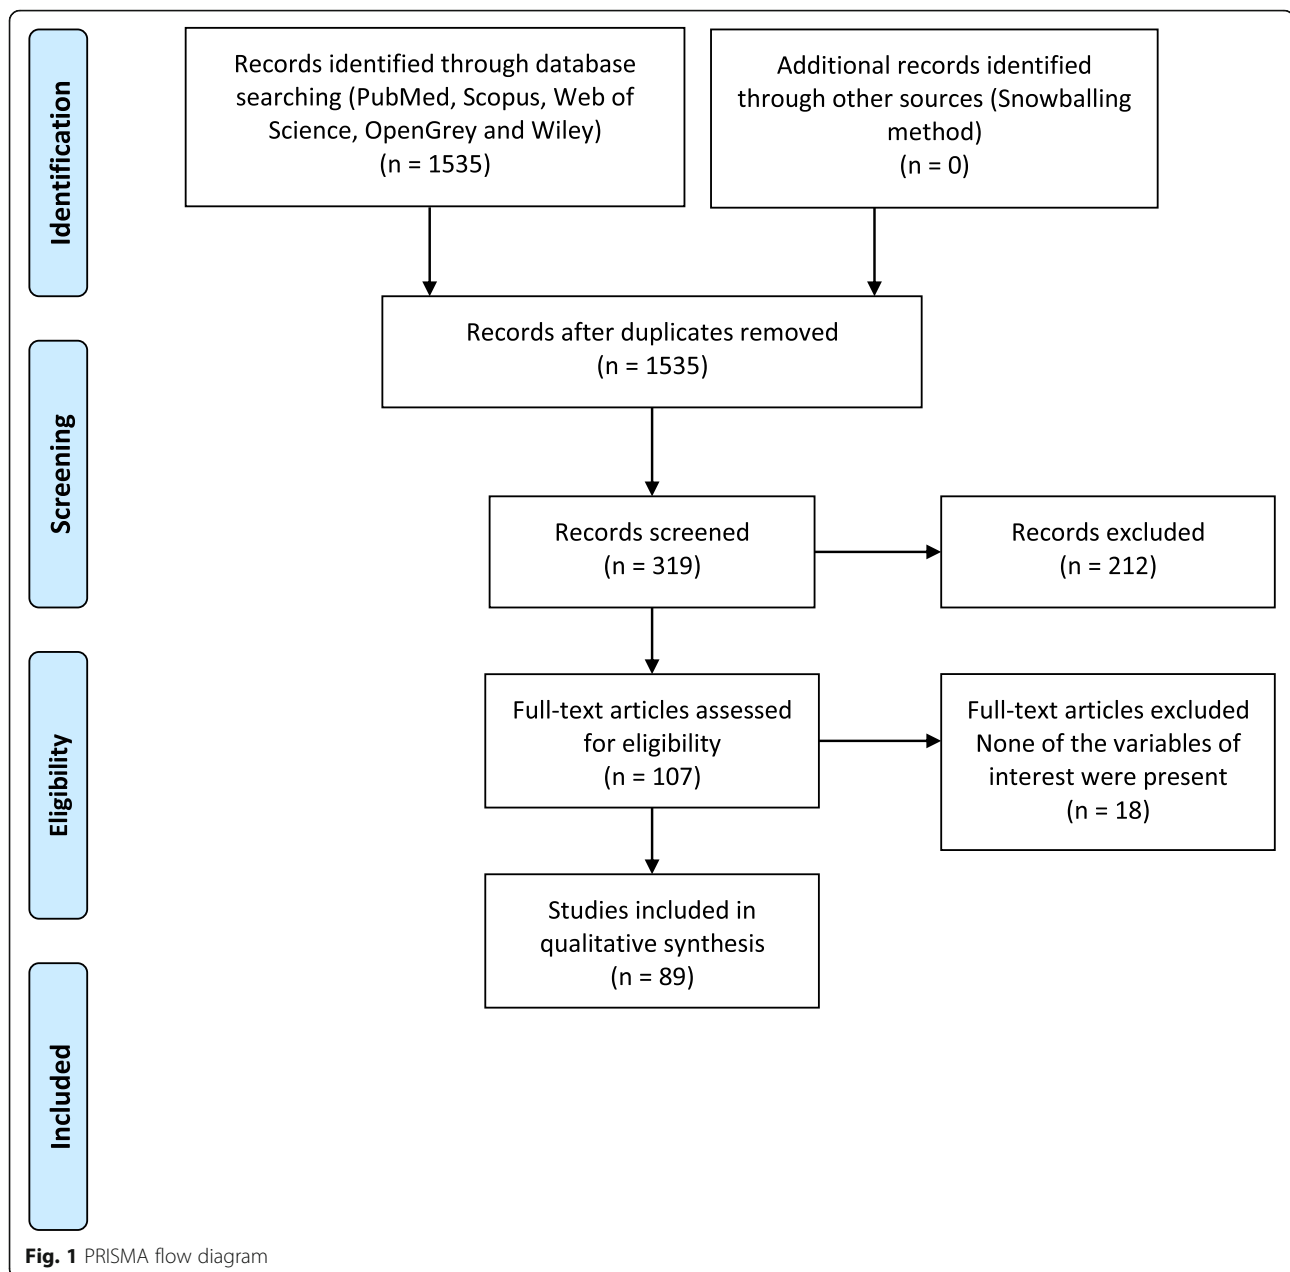 Identification
Records identified through database
searching (PubMed, Scopus, Web of
Science, OpenGrey and Wiley)
(n = 1535)
Additional records identified
through other sources (Snowballing
method)
(n = 0)
Records after duplicates removed
(n = 1535)
Screening
Records screened
(n = 319)
Records excluded
(n = 212)
Eligibility
Full-text articles assessed
for eligibility
(n = 107)
Full-text articles excluded
None of the variables of
interest were present
(n = 18)
Studies included in
qualitative synthesis
(n = 89)
Included
Fig. 1 PRISMA flow diagram